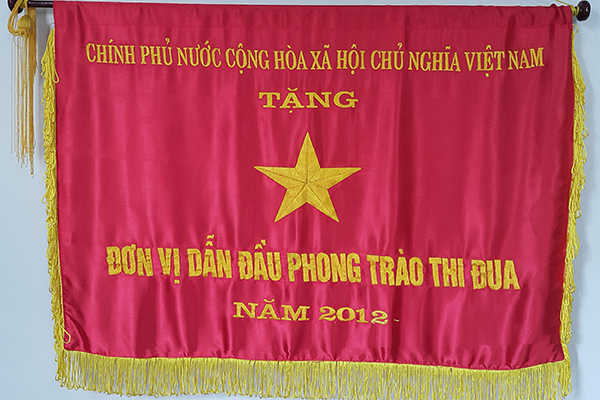 CHÍNH PHỦ NƯỚC CỘNG HÒA XÃ HỘI CHỦ NGHĨA VIỆT NAM
TẶNG
ĐƠN VỊ DẪN ĐẦU PHONG TRÀO THI ĐUA
NĂM 2012